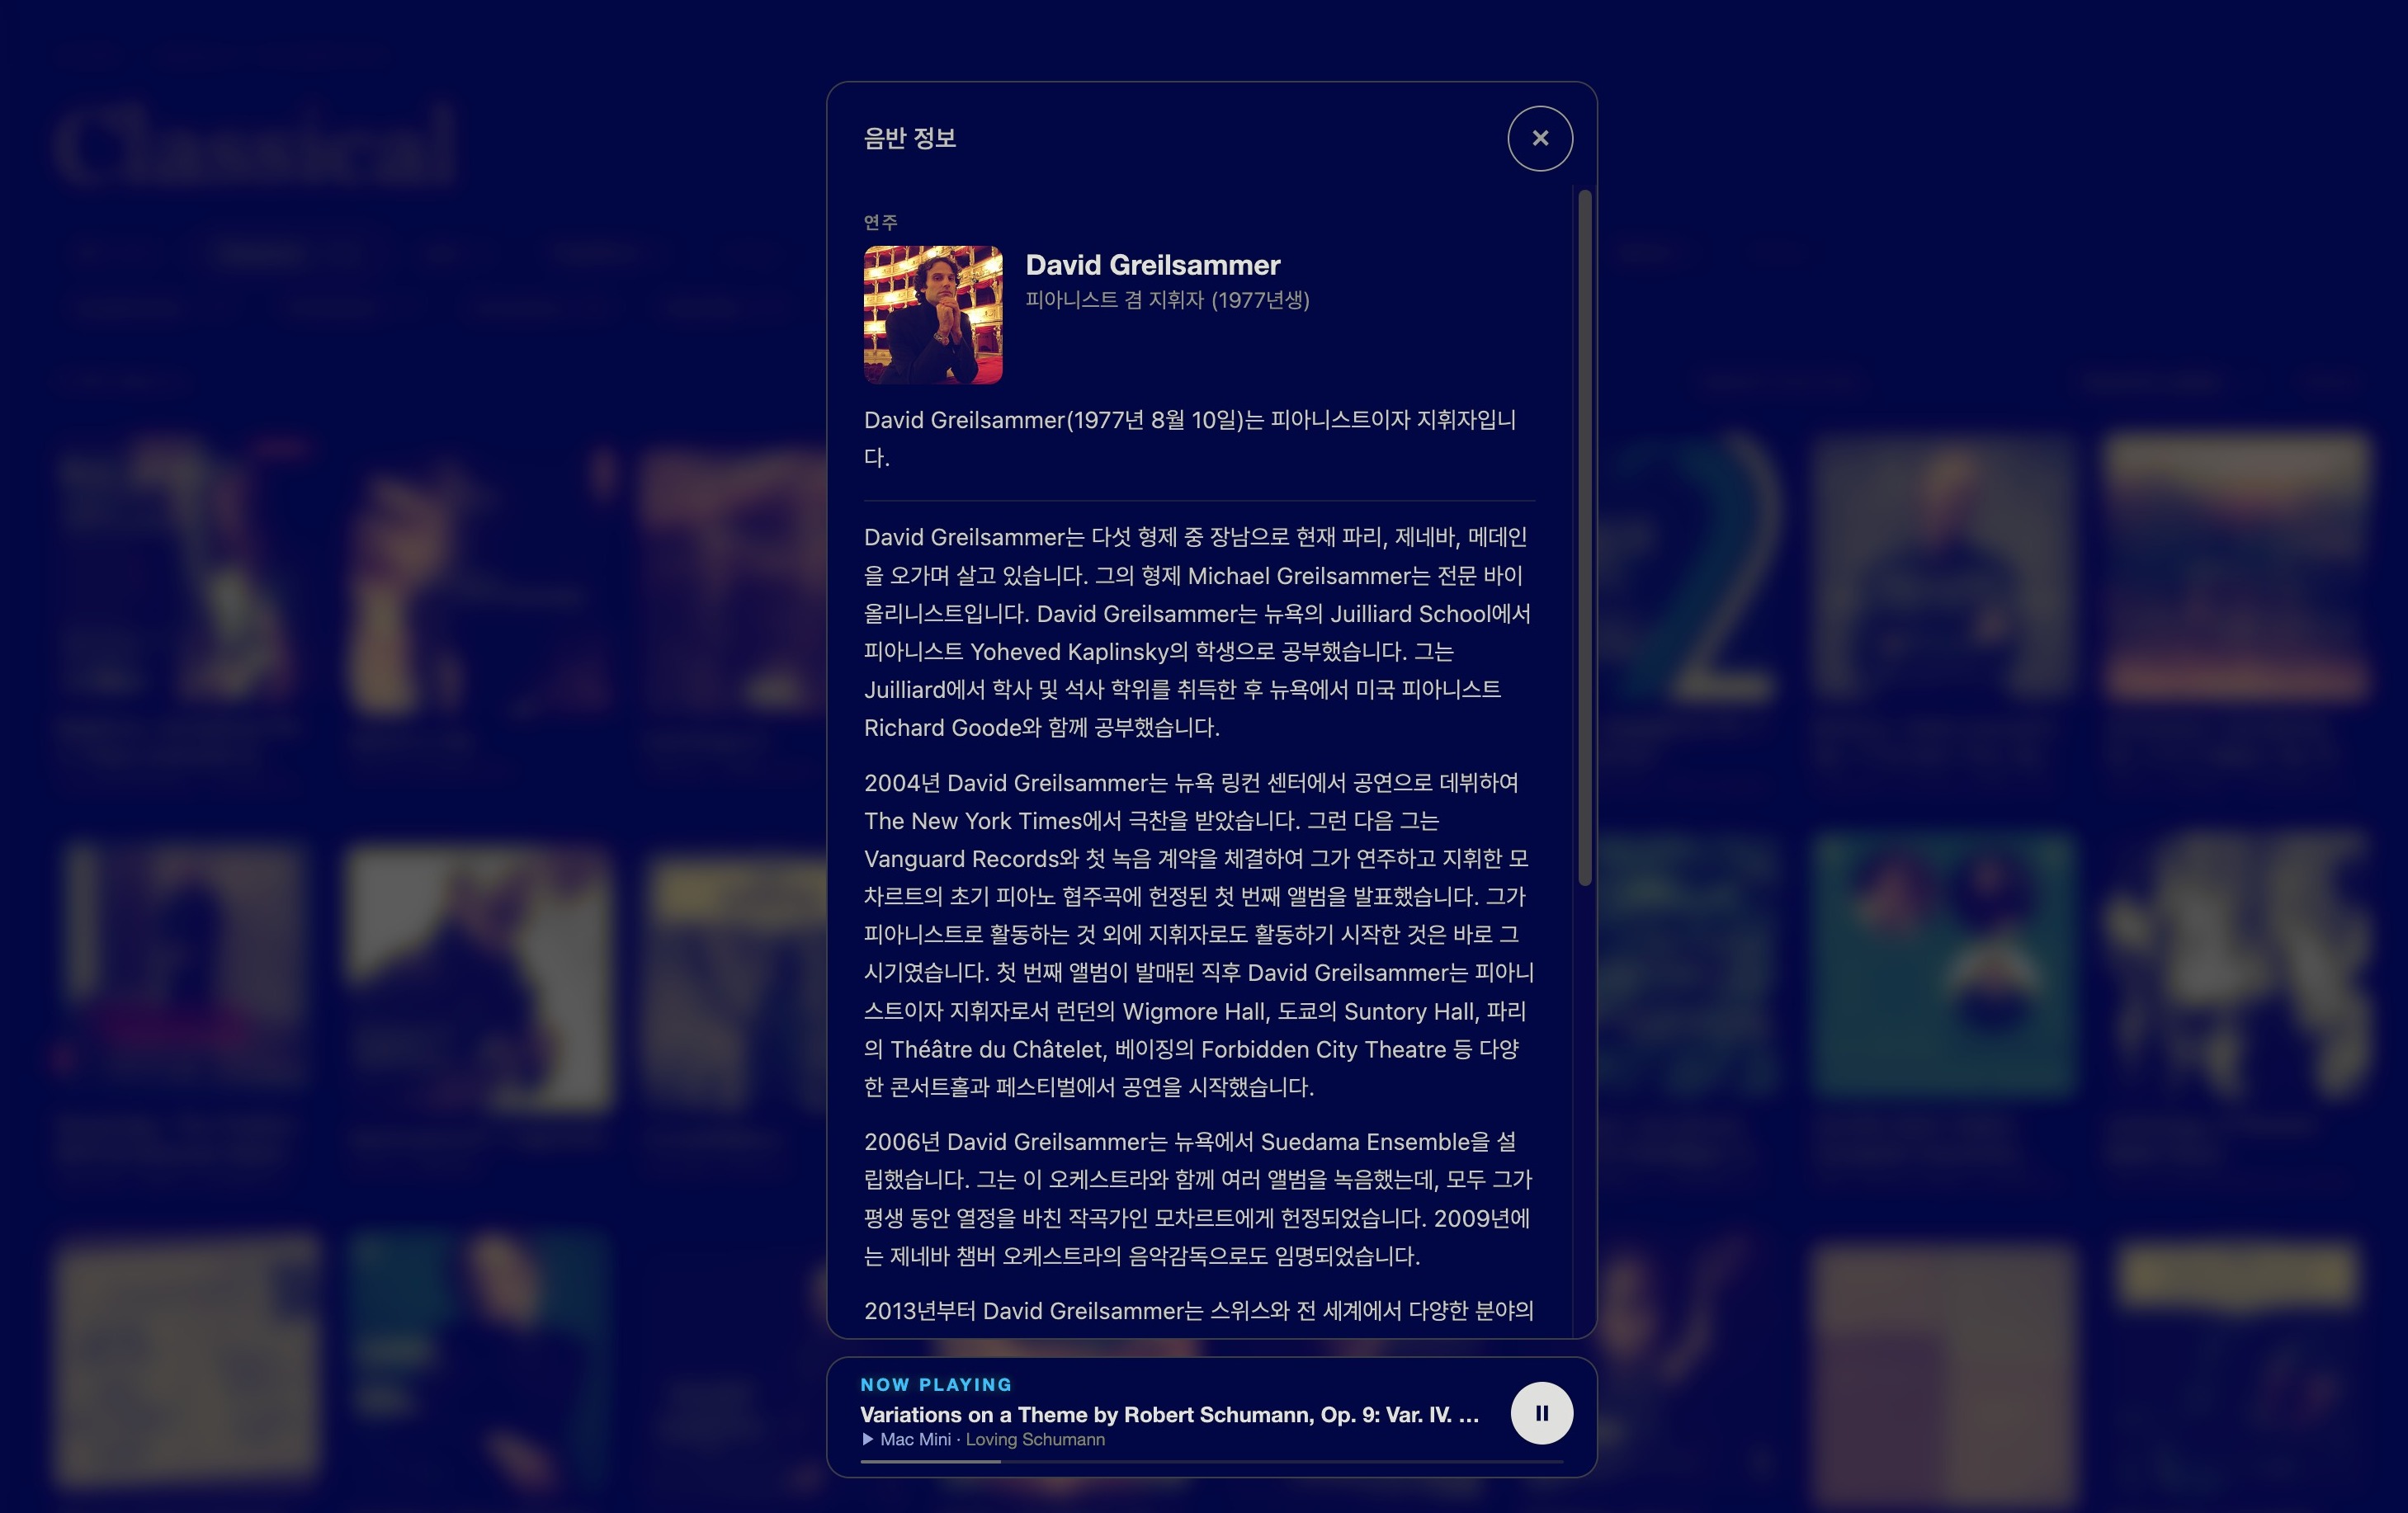 Classical
음반 정보
연주
David Greilsammer
피아니스트 겸 지휘자 (1977년생)
David Greilsammer(1977년 8월 10일)는 피아니스트이자 지휘자입니
다.
David Greilsammer는 다섯 형제 중 장남으로 현재 파리, 제네바, 메데인
을 오가며 살고 있습니다. 그의 형제 Michael Greilsammer는 전문 바이
올리니스트입니다. David Greilsammer는 뉴욕의 Juilliard School에서
피아니스트 Yoheved Kaplinsky의 학생으로 공부했습니다. 그는
Juilliard에서 학사 및 석사 학위를 취득한 후 뉴욕에서 미국 피아니스트
Richard Goode와 함께 공부했습니다.
2004년 David Greilsammer는 뉴욕 링컨 센터에서 공연으로 데뷔하여
The New York Times에서 극찬을 받았습니다. 그런 다음 그는
Vanguard Records와 첫 녹음 계약을 체결하여 그가 연주하고 지휘한 모
차르트의 초기 피아노 협주곡에 헌정된 첫 번째 앨범을 발표했습니다. 그가
피아니스트로 활동하는 것 외에 지휘자로도 활동하기 시작한 것은 바로 그
시기였습니다. 첫 번째 앨범이 발매된 직후 David Greilsammer는 피아니
스트이자 지휘자로서 런던의 Wigmore Hall, 도쿄의 Suntory Hall, 파리
의 Théâtre du Châtelet, 베이징의 Forbidden City Theatre 등 다양
한 콘서트홀과 페스티벌에서 공연을 시작했습니다.
2006년 David Greilsammer는 뉴욕에서 Suedama Ensemble을 설
립했습니다. 그는 이 오케스트라와 함께 여러 앨범을 녹음했는데, 모두 그가
평생 동안 열정을 바친 작곡가인 모차르트에게 헌정되었습니다. 2009년에
는 제네바 챔버 오케스트라의 음악감독으로도 임명되었습니다.
2013년부터 David Greilsammer는 스위스와 전 세계에서 다양한 분야의
NOW PLAYING
Variations on a Theme by Robert Schumann, Op. 9: Var. IV. ...
Mac Mini · Loving Schumann